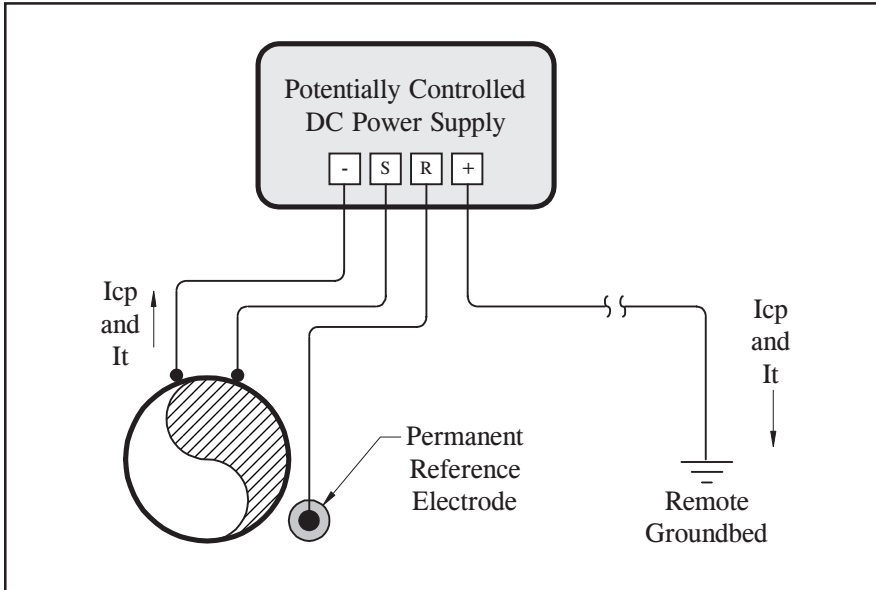 Potentially Controlled
DC Power Supply
- S R +
Icp
and
It
Icp
and
It
Permanent
Reference
Electrode
Remote
Groundbed